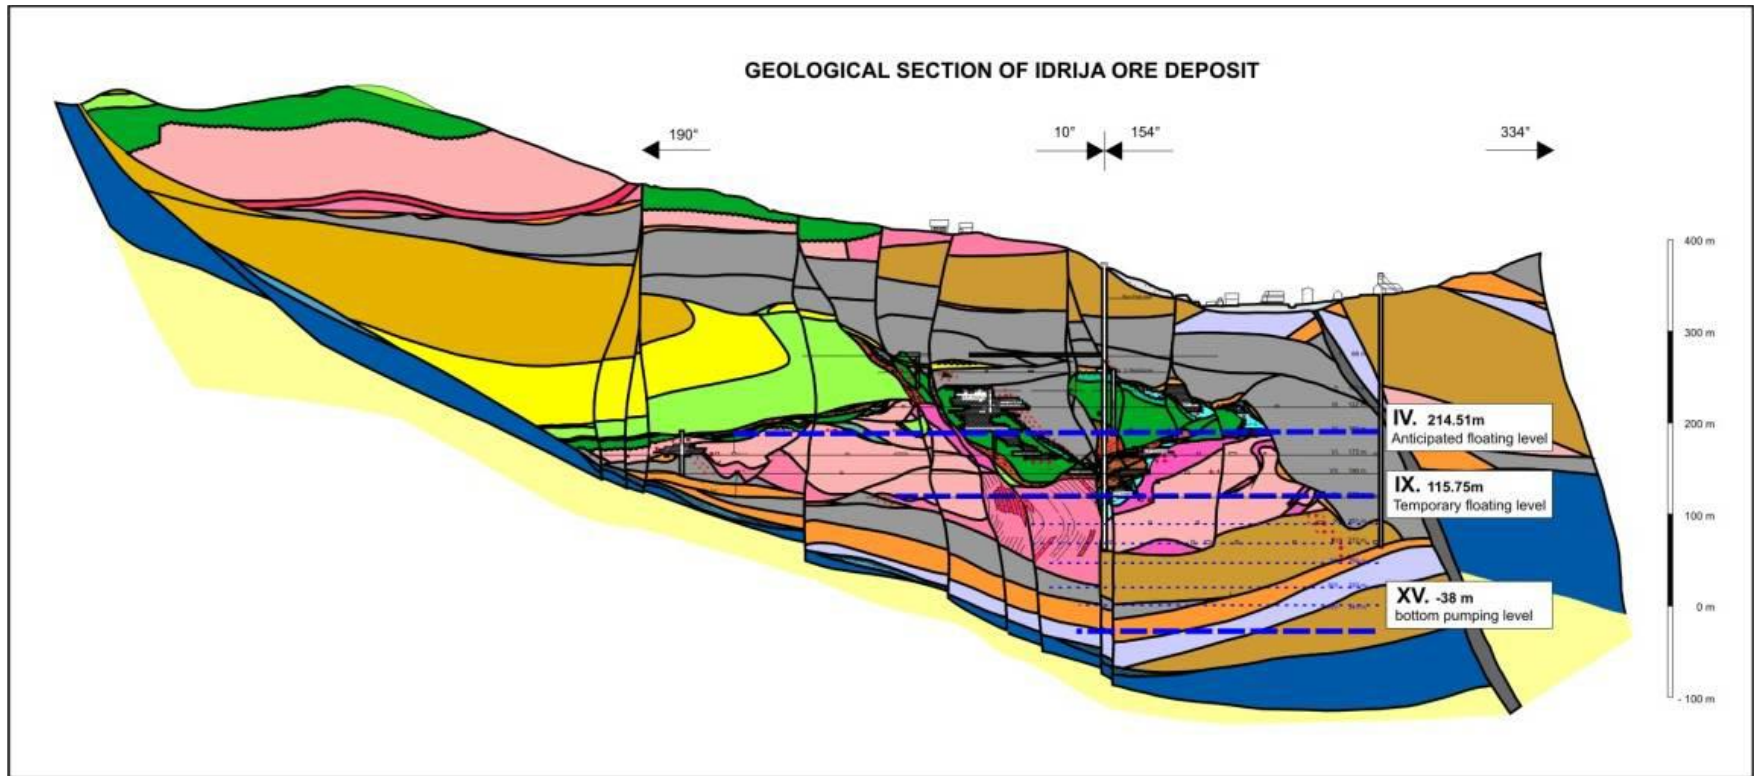 GEOLOGICAL SECTION OF IDRIJA ORE DEPOSIT
190°
10°
154°
334°
400 m
300 m
200 m
100 m
0 m
- 100 m
IV. 214.51m
Anticipated floating level
IX. 115.75m
Temporary floating level
XV. -38 m
bottom pumping level